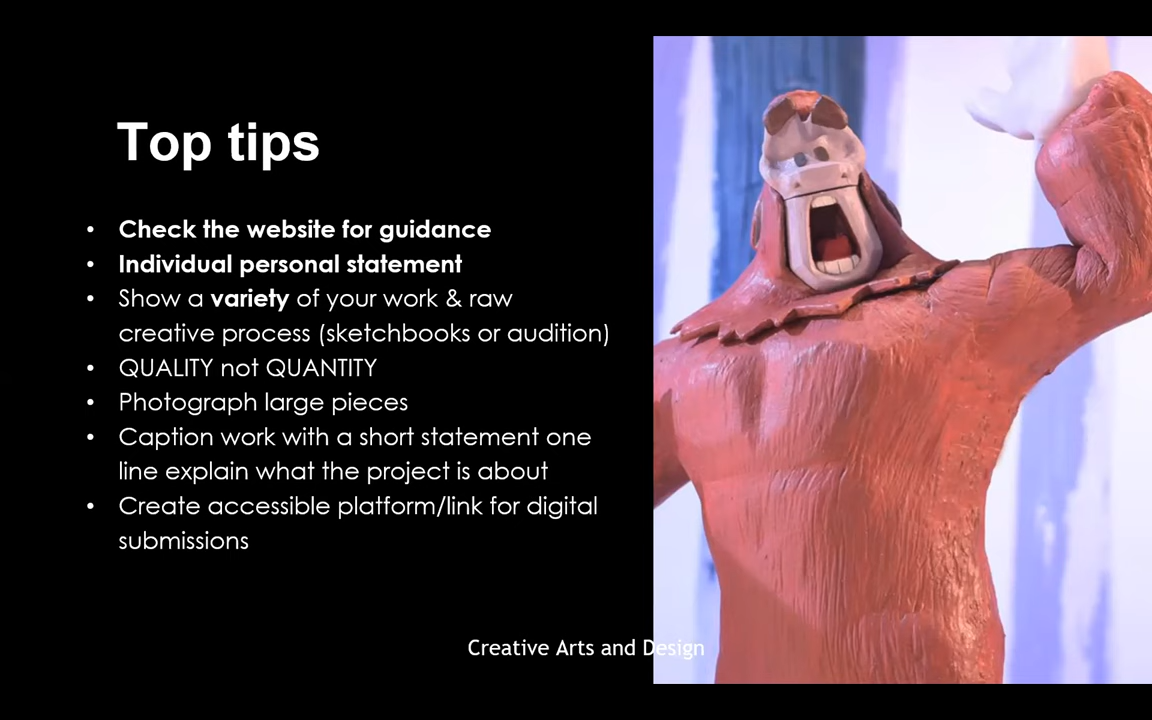 Top tips
• Check the website for guidance
• Individual personal statement
• Show a variety of your work & raw
creative process (sketchbooks or audition)
• QUALITY not QUANTITY
• Photograph large pieces
• Caption work with a short statement one
line explain what the project is about
• Create accessible platform/link for digital
submissions
Creative Arts and Design